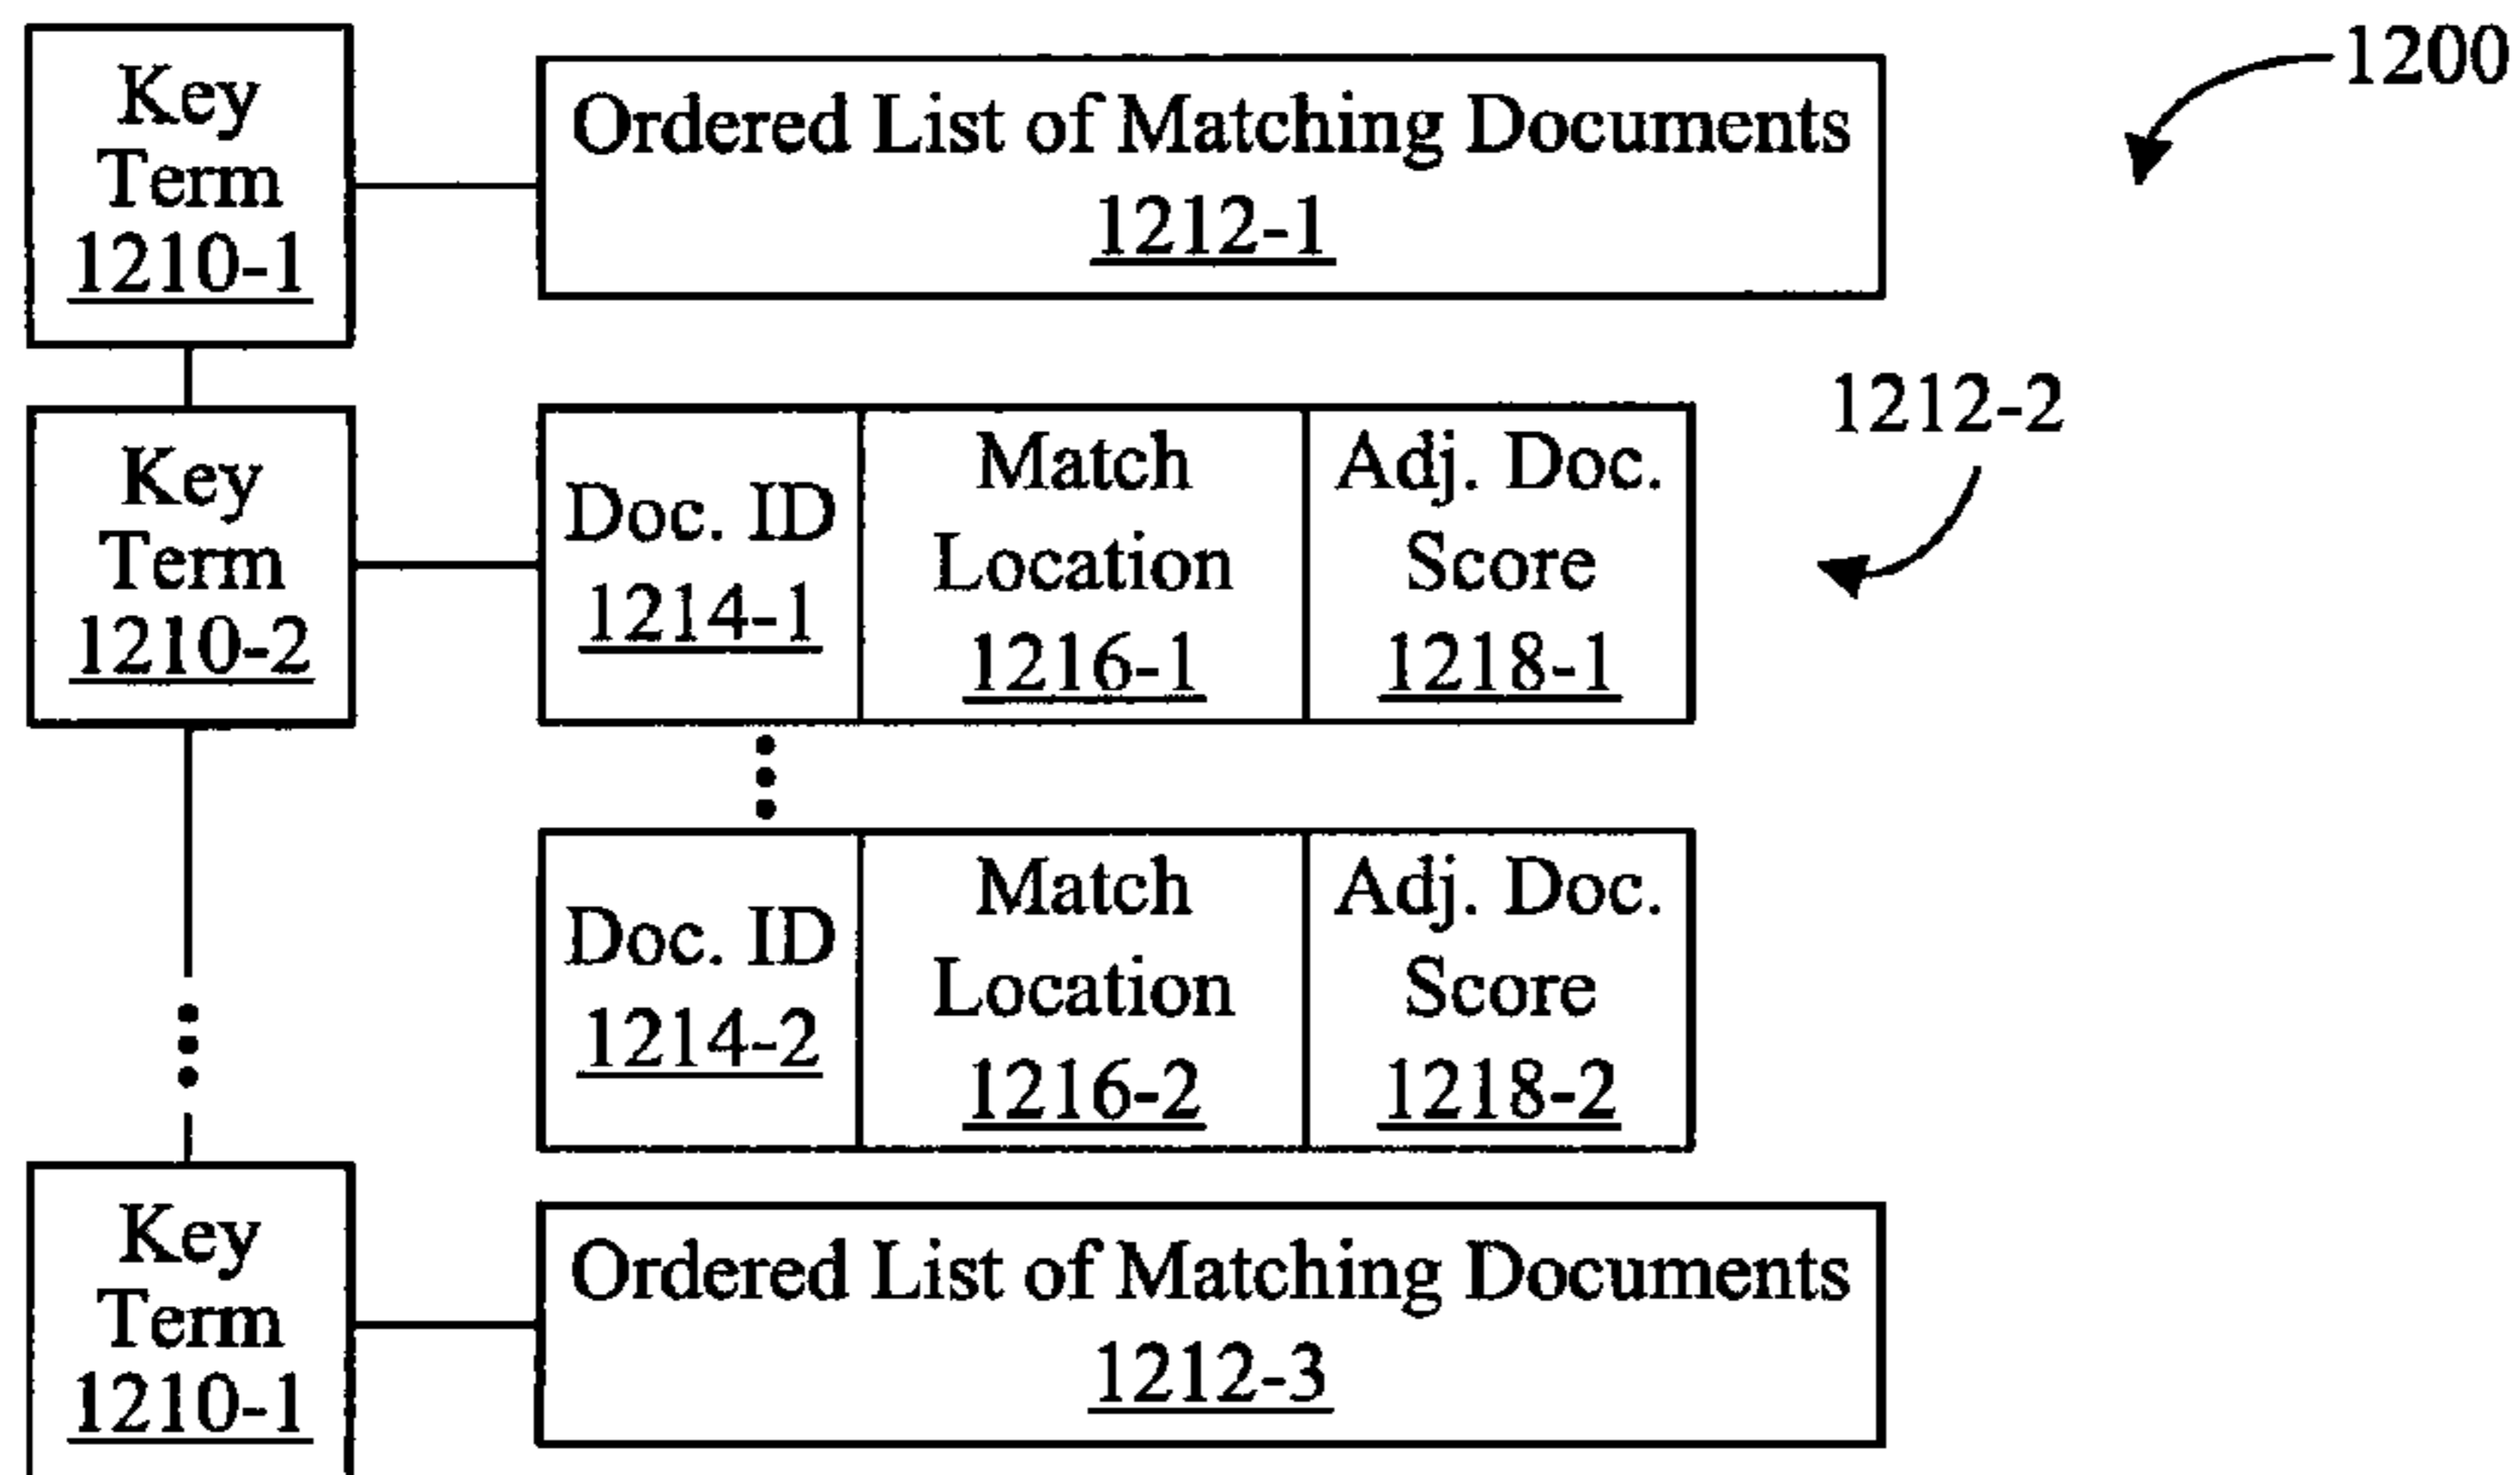 Key
Term
1210-1
Ordered List of Matching Documents
1212-1
1200
1212-2
Key
Term
1210-2
Doc. ID
1214-1
Match
Location
1216-1
Adj. Doc.
Score
1218-1
Doc. ID
1214-2
Match
Location
1216-2
Adj. Doc.
Score
1218-2
Key
Term
1210-1
Ordered List of Matching Documents
1212-3